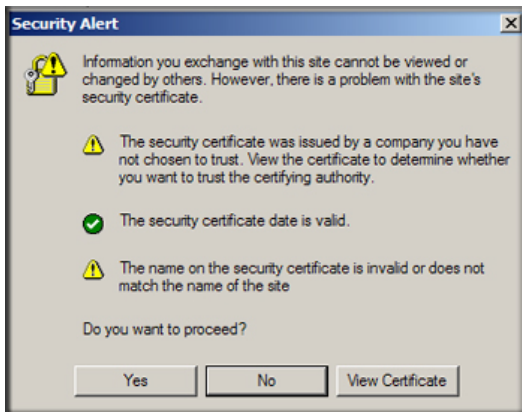 Security Alert
Information you exchange with this site cannot be viewed or
changed by others. However, there is a problem with the site's
security certificate.
The security certificate was issued by a company you have
not chosen to trust. View the certificate to determine whether
you want to trust the certifying authority.
The security certificate date is valid.
The name on the security certificate is invalid or does not
match the name of the site
Do you want to proceed?
Yes
No
View Certificate